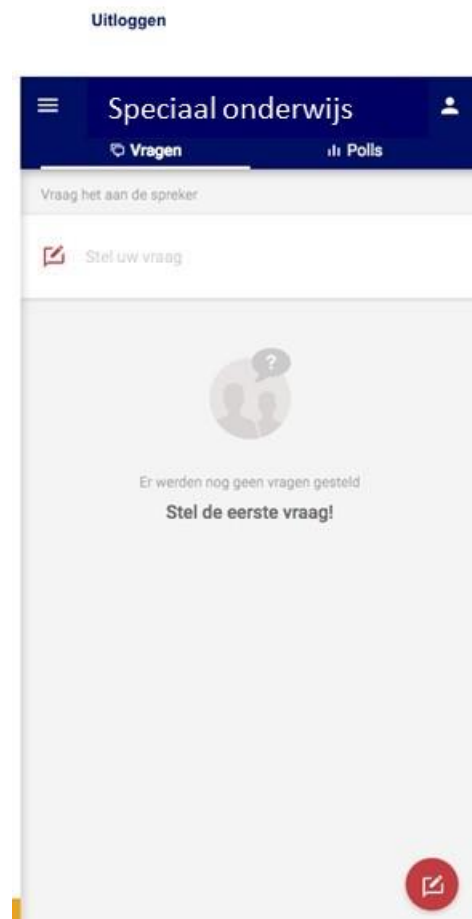 Uitloggen
Speciaal onderwijs
Vragen
Polls
Vraag het aan de spreker
Stel uw vraag
?
Er werden nog geen vragen gesteld
Stel de eerste vraag!